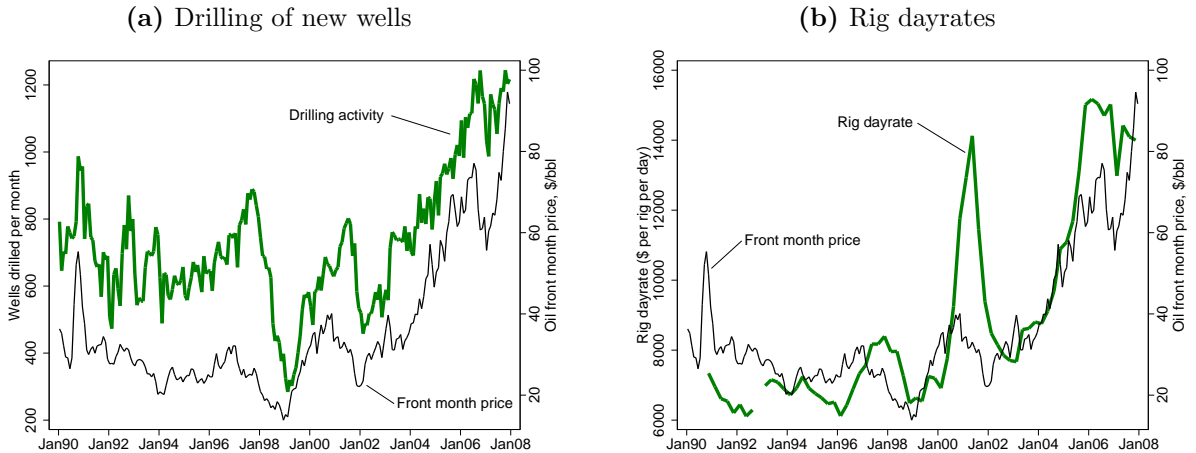 (a) Drilling of new wells
Wells drilled per month
200 400 600 800 1000 1200
Drilling activity
Front month price
Oil front month price, $/bbl
20 40 60 80 100
Jan90 Jan92 Jan94 Jan96 Jan98 Jan00 Jan02 Jan04 Jan06 Jan08
(b) Rig dayrates
Rig dayrate ($ per rig per day)
6000 8000 10000 12000 14000 16000
Rig dayrate
Front month price
Oil front month price, $/bbl
20 40 60 80 100
Jan90 Jan92 Jan94 Jan96 Jan98 Jan00 Jan02 Jan04 Jan06 Jan08